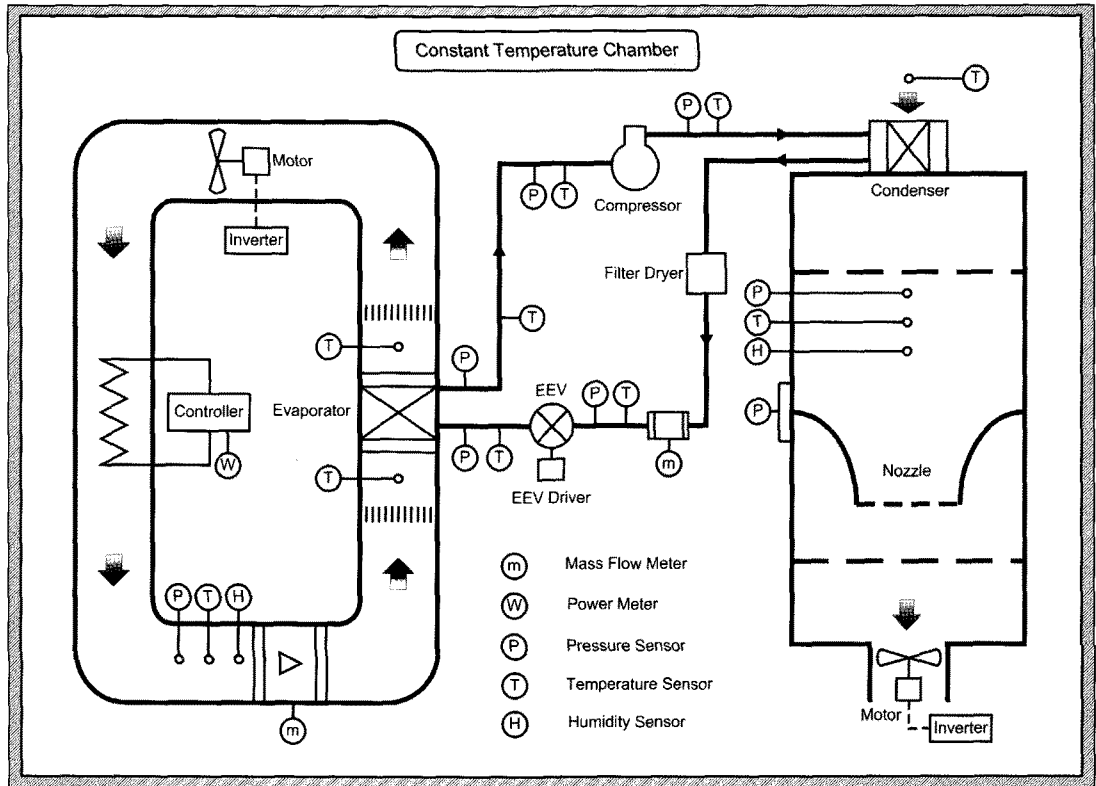 Constant Temperature Chamber
T
P
T
Motor
Compressor
P
T
Condenser
Inverter
Filter Dryer
P
T
H
T
T
P
Controller
Evaporator
EEV
P
T
P
W
P
T
m
Nozzle
T
EEV Driver
m Mass Flow Meter
P
T
H
W Power Meter
P Pressure Sensor
T Temperature Sensor
H Humidity Sensor
m
Motor
Inverter